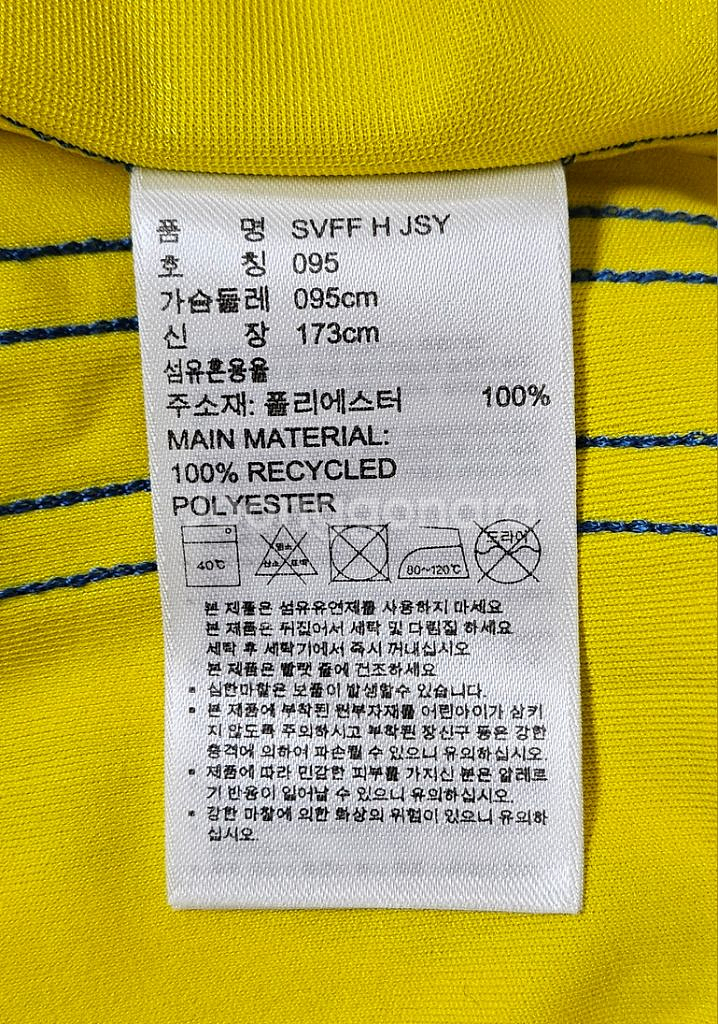 품 명 SVFF H JSY
호 칭 095
가슴둘레 095cm
신 장 173cm
섬유혼용율
주소재: 폴리에스터 100%
MAIN MATERIAL:
100% RECYCLED
POLYESTER
40℃
염소
산소 표백
80~120℃
드라이
본 제품은 섬유유연제를 사용하지 마세요
본 제품은 뒤집어서 세탁 및 다림질 하세요
세탁 후 세탁기에서 즉시 꺼내십시오
본 제품은 빨랫 줄에 건조하세요
▪ 심한마찰은 보풀이 발생할수 있습니다.
▪ 본 제품에 부착된 원부자재를 어린아이가 삼키
지 않도록 주의하시고 부착된 장신구 등은 강한
충격에 의하여 파손될 수 있으니 유의하십시오.
▪ 제품에 따라 민감한 피부를 가지신 분은 알레르
기 반응이 일어날 수 있으니 유의하십시오.
▪ 강한 마찰에 의한 화상의 위험이 있으니 유의하
십시오.